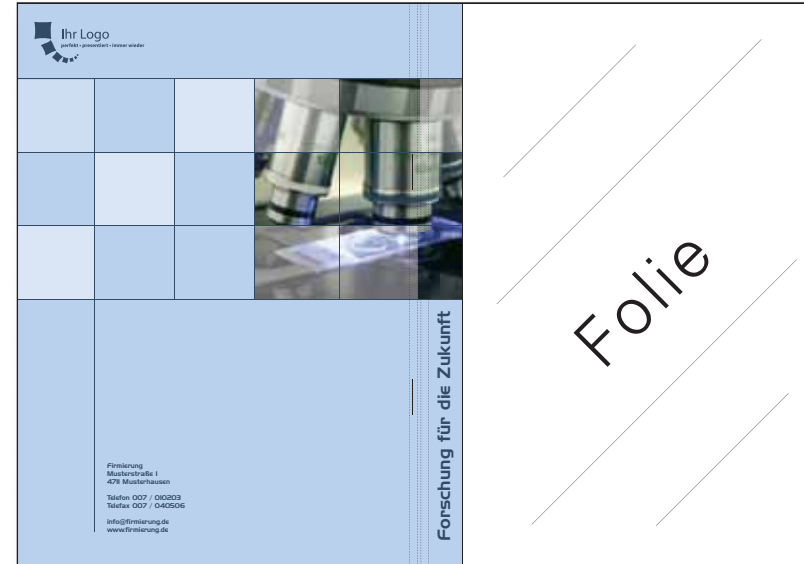 Ihr Logo
perfekt • presentiert • immer wieder
Forschung für die Zukunft
Firmierung
Musterstraße 1
4711 Musterhausen
Telefon 007 / 010203
Telefax 007 / 040506
info@firmierung.de
www.firmierung.de
Folie